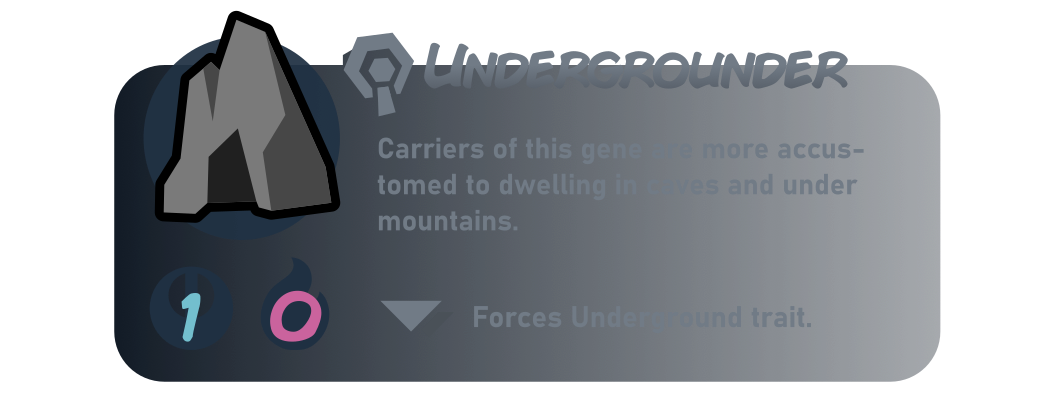 Undergrounder
Carriers of this gene are more accus-
tomed to dwelling in caves and under
mountains.
1 0
Forces Underground trait.